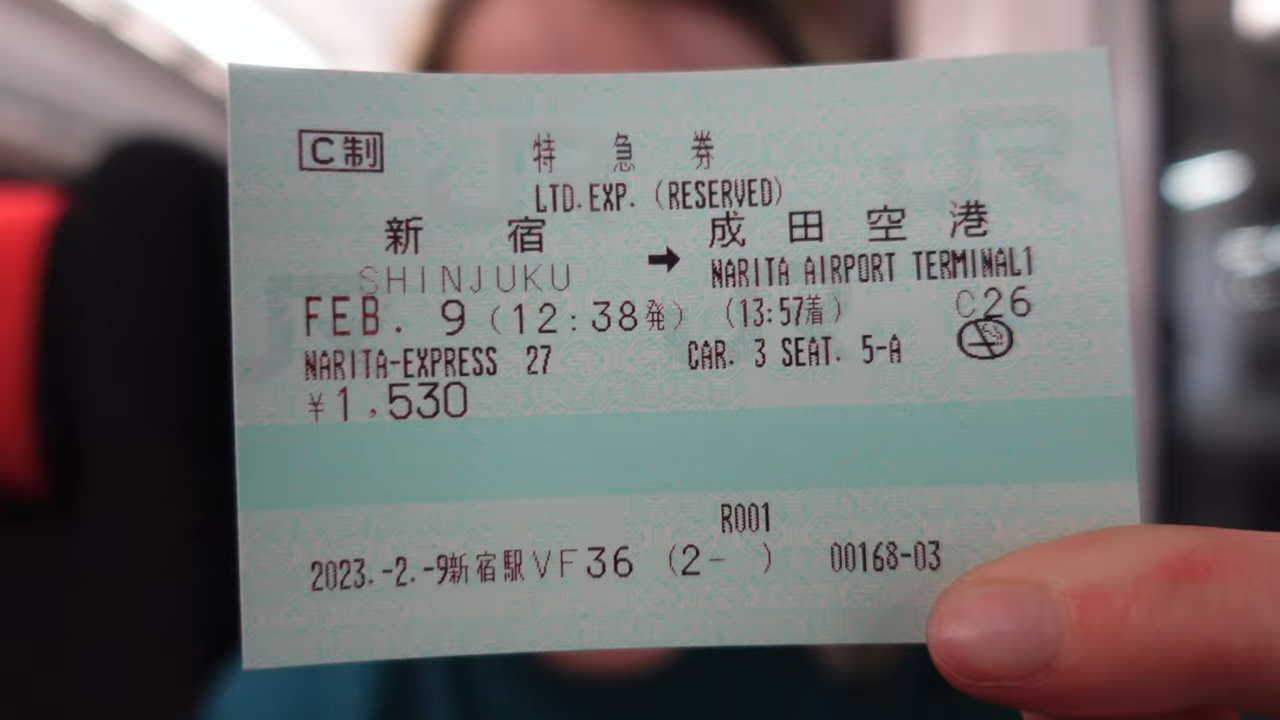 C制
特急券
LTD.EXP. (RESERVED)
新宿 → 成田空港
SHINJUKU NARITA AIRPORT TERMINAL1
FEB. 9 (12:38発) (13:57着) C26
NARITA-EXPRESS 27 CAR. 3 SEAT. 5-A
¥1,530
R001
2023.-2.-9新宿駅VF36 (2- ) 00168-03